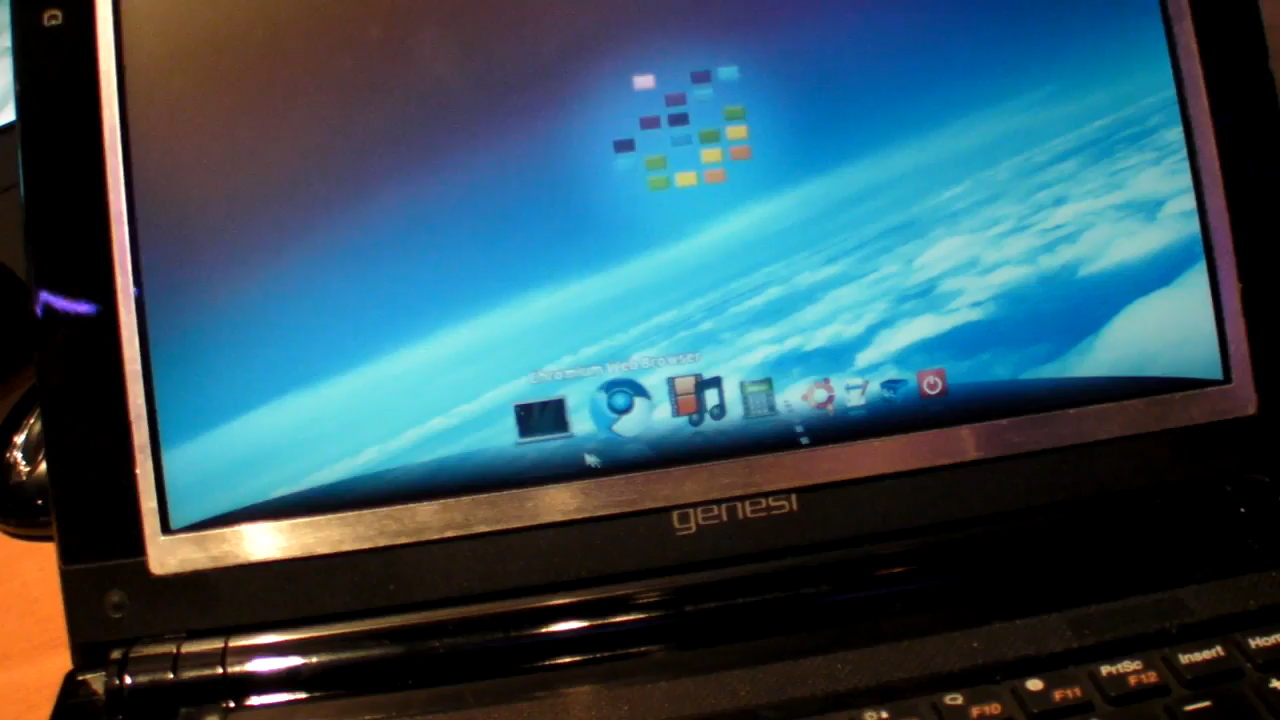 Chromium Web Browser
genesi
PrtSc
Insert
F12
F11
F10